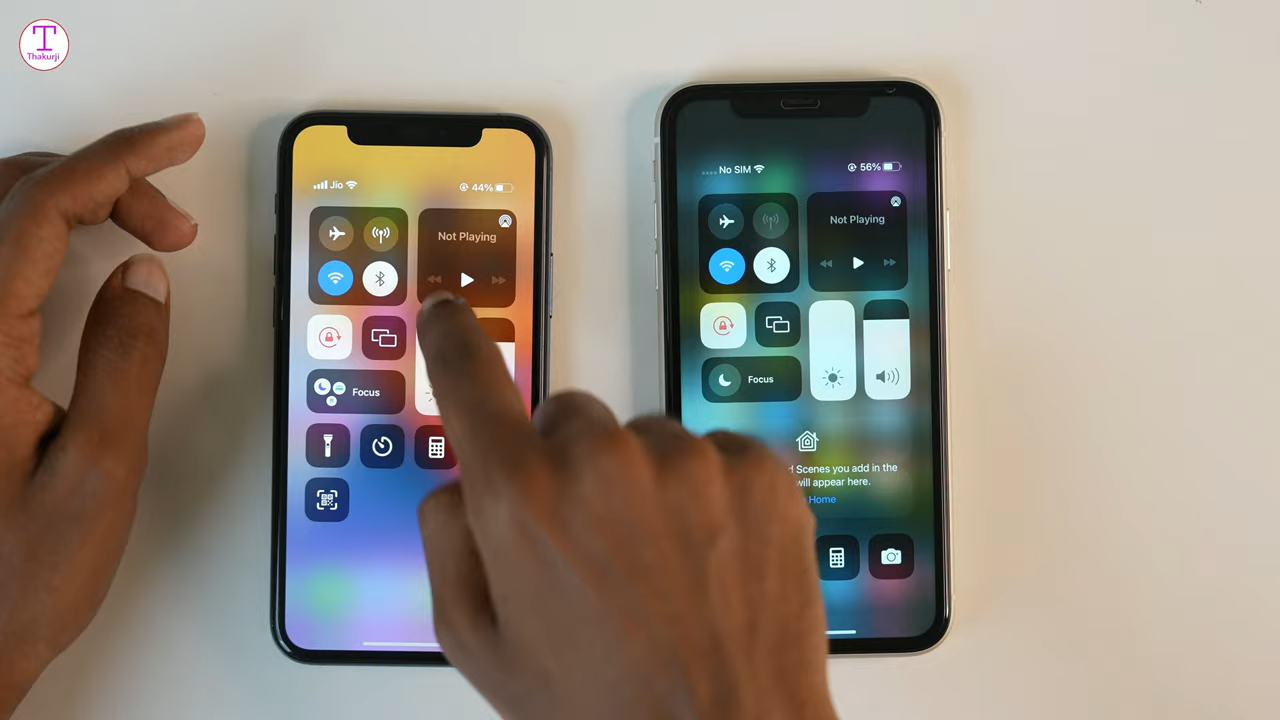 T
Thakurji
Jio
44%
Not Playing
Focus
No SIM
56%
Not Playing
Focus
Scenes you add in the
will appear here.
Home